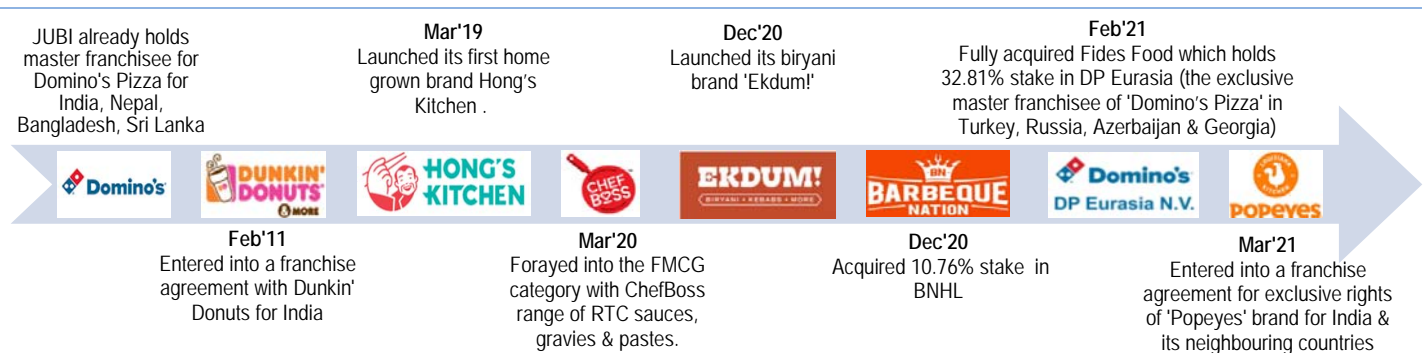 JUBI already holds
master franchisee for
Domino's Pizza for
India, Nepal,
Bangladesh, Sri Lanka
Mar'19
Launched its first home
grown brand Hong's
Kitchen .
Dec'20
Launched its biryani
brand 'Ekdum!'
Feb'21
Fully acquired Fides Food which holds
32.81% stake in DP Eurasia (the exclusive
master franchisee of 'Domino's Pizza' in
Turkey, Russia, Azerbaijan & Georgia)
Domino's
DUNKIN'
DONUTS
& MORE
HONG'S
KITCHEN
CHEF
BOSS
EKDUM!
BIRYANI • KEBABS • MORE
BN
BARBEQUE
NATION
Domino's
DP Eurasia N.V.
LOUISIANA
KITCHEN
POPEYES
Feb'11
Entered into a franchise
agreement with Dunkin'
Donuts for India
Mar'20
Forayed into the FMCG
category with ChefBoss
range of RTC sauces,
gravies & pastes.
Dec'20
Acquired 10.76% stake in
BNHL
Mar'21
Entered into a franchise
agreement for exclusive rights
of 'Popeyes' brand for India &
its neighbouring countries